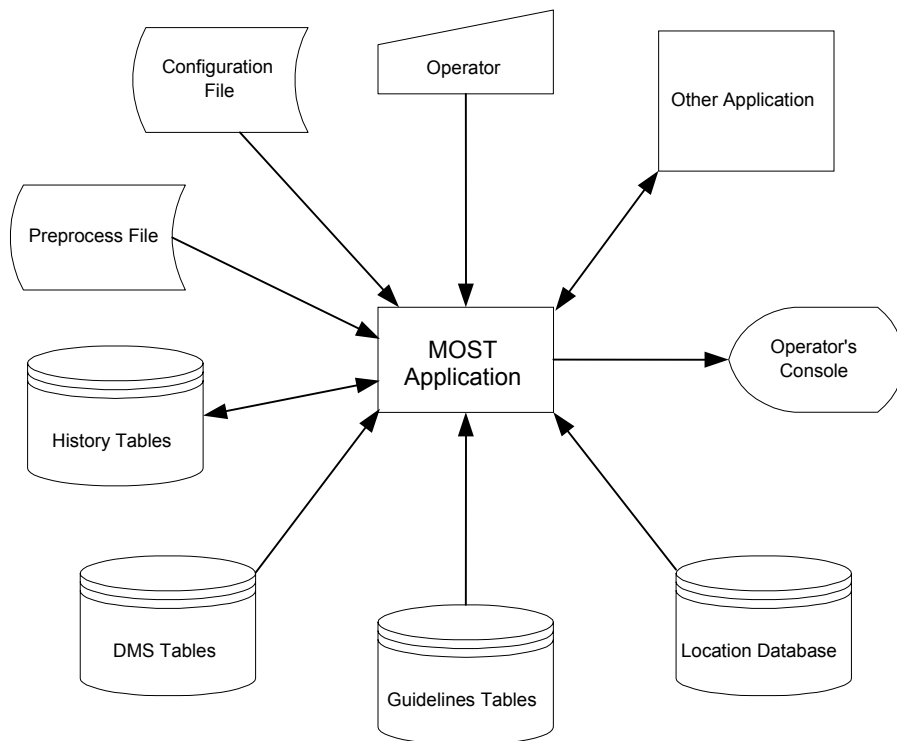 Configuration
File
Operator
Other Application
Preprocess File
MOST
Application
Operator's
Console
History Tables
DMS Tables
Guidelines Tables
Location Database